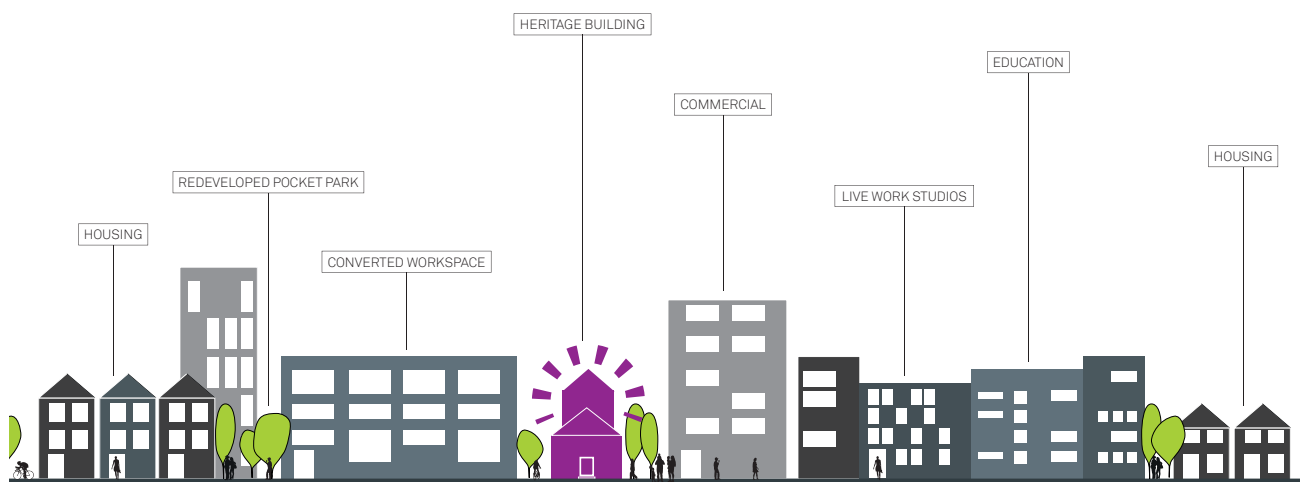 HERITAGE BUILDING
EDUCATION
COMMERCIAL
HOUSING
REDEVELOPED POCKET PARK
LIVE WORK STUDIOS
HOUSING
CONVERTED WORKSPACE